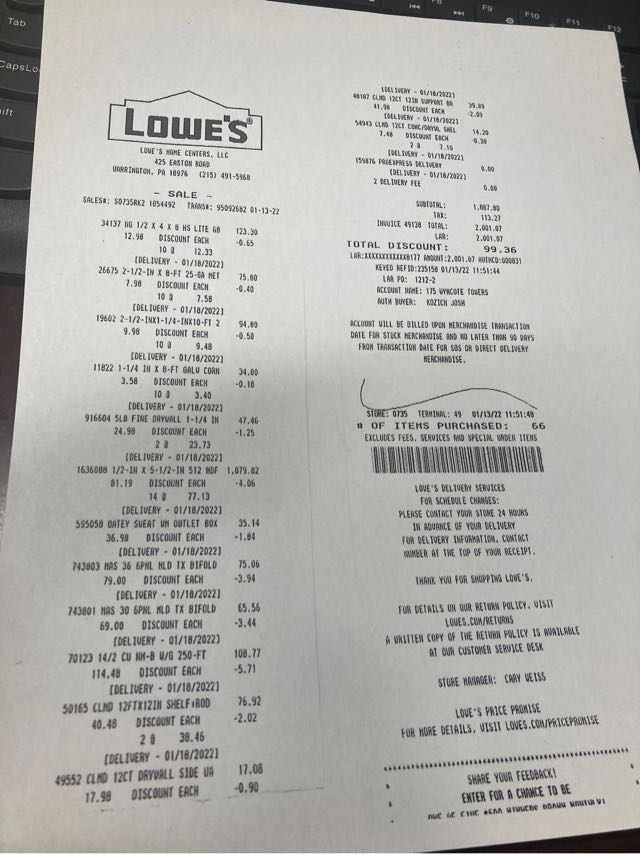 LOWE'S
LOWE'S HOME CENTERS, LLC
425 EASTON ROAD
WARRINGTON, PA 18976 (215) 491-5968
- SALE -
SALES#: S0735RK2 1854492 TRANS#: 95092682 01-13-22
34137 NG 1/2 X 4 X 8 HS LITE GB 123.30
12.98 DISCOUNT EACH -0.65
10 @ 12.33
[DELIVERY - 01/18/2022]
26675 2-1/2-IN X 8-FT 25-GA MET 75.80
7.98 DISCOUNT EACH -0.40
10 @ 7.58
[DELIVERY - 01/18/2022]
19602 2-1/2-INX1-1/4-INX10-FT 2 94.80
9.98 DISCOUNT EACH -0.50
10 @ 9.48
[DELIVERY - 01/18/2022]
11822 1-1/4 IN X 8-FT GALV CORN 34.00
3.58 DISCOUNT EACH -0.18
10 @ 3.40
[DELIVERY - 01/18/2022]
916604 5LB FINE DRYWALL 1-1/4 IN 47.46
24.98 DISCOUNT EACH -1.25
2 @ 23.73
[DELIVERY - 01/18/2022]
1636088 1/2-IN X 5-1/2-IN 512 MDF 1,079.82
81.19 DISCOUNT EACH -4.06
14 @ 77.13
[DELIVERY - 01/18/2022]
595058 OATEY SWEAT WM OUTLET BOX 35.14
36.98 DISCOUNT EACH -1.84
[DELIVERY - 01/18/2022]
743803 MAS 36 6PNL MLD TX BIFOLD 75.06
79.00 DISCOUNT EACH -3.94
[DELIVERY - 01/18/2022]
743801 MAS 30 6PNL MLD TX BIFOLD 65.56
69.00 DISCOUNT EACH -3.44
[DELIVERY - 01/18/2022]
70123 14/2 CU NM-B W/G 250-FT 108.77
114.48 DISCOUNT EACH -5.71
[DELIVERY - 01/18/2022]
50165 CLMD 12FTX12IN SHELF+ROD 76.92
40.48 DISCOUNT EACH -2.02
2 @ 38.46
[DELIVERY - 01/18/2022]
49552 CLMD 12CT DRYWALL SIDE WA 17.08
17.98 DISCOUNT EACH -0.90
[DELIVERY - 01/18/2022]
48187 CLMD 12CT 12IN SUPPORT BR 39.89
41.98 DISCOUNT EACH -2.09
[DELIVERY - 01/18/2022]
54943 CLMD 12CT CONC/DRYWL SHEL 14.20
7.48 DISCOUNT EACH -0.38
2 @ 7.10
[DELIVERY - 01/18/2022]
159876 PROEXPRESS DELIVERY 0.00
[DELIVERY - 01/18/2022]
2 DELIVERY FEE 0.00
SUBTOTAL: 1,887.80
TAX: 113.27
INVOICE 49138 TOTAL: 2,001.07
LAR: 2,001.07
TOTAL DISCOUNT: 99.36
LAR:XXXXXXXXXXXX8177 AMOUNT:2,001.07 AUTHCD:000831
KEYED REFID:235158 01/13/22 11:51:44
LAR PO: 1212-2
ACCOUNT NAME: 175 WYNCOTE TOWERS
AUTH BUYER: KOZICH JOSH
ACCOUNT WILL BE BILLED UPON MERCHANDISE TRANSACTION
DATE FOR STOCK MERCHANDISE AND NO LATER THAN 90 DAYS
FROM TRANSACTION DATE FOR SOS OR DIRECT DELIVERY
MERCHANDISE.
STORE: 0735 TERMINAL: 49 01/13/22 11:51:48
# OF ITEMS PURCHASED: 66
EXCLUDES FEES, SERVICES AND SPECIAL ORDER ITEMS
LOWE'S DELIVERY SERVICES
FOR SCHEDULE CHANGES:
PLEASE CONTACT YOUR STORE 24 HOURS
IN ADVANCE OF YOUR DELIVERY
FOR DELIVERY INFORMATION, CONTACT
NUMBER AT THE TOP OF YOUR RECEIPT.
THANK YOU FOR SHOPPING LOWE'S.
FOR DETAILS ON OUR RETURN POLICY, VISIT
LOWES.COM/RETURNS
A WRITTEN COPY OF THE RETURN POLICY IS AVAILABLE
AT OUR CUSTOMER SERVICE DESK
STORE MANAGER: CARY WEISS
LOWE'S PRICE PROMISE
FOR MORE DETAILS, VISIT LOWES.COM/PRICEPROMISE
SHARE YOUR FEEDBACK!
ENTER FOR A CHANCE TO BE
Tab
CapsLo
F9
F10
F11
F12